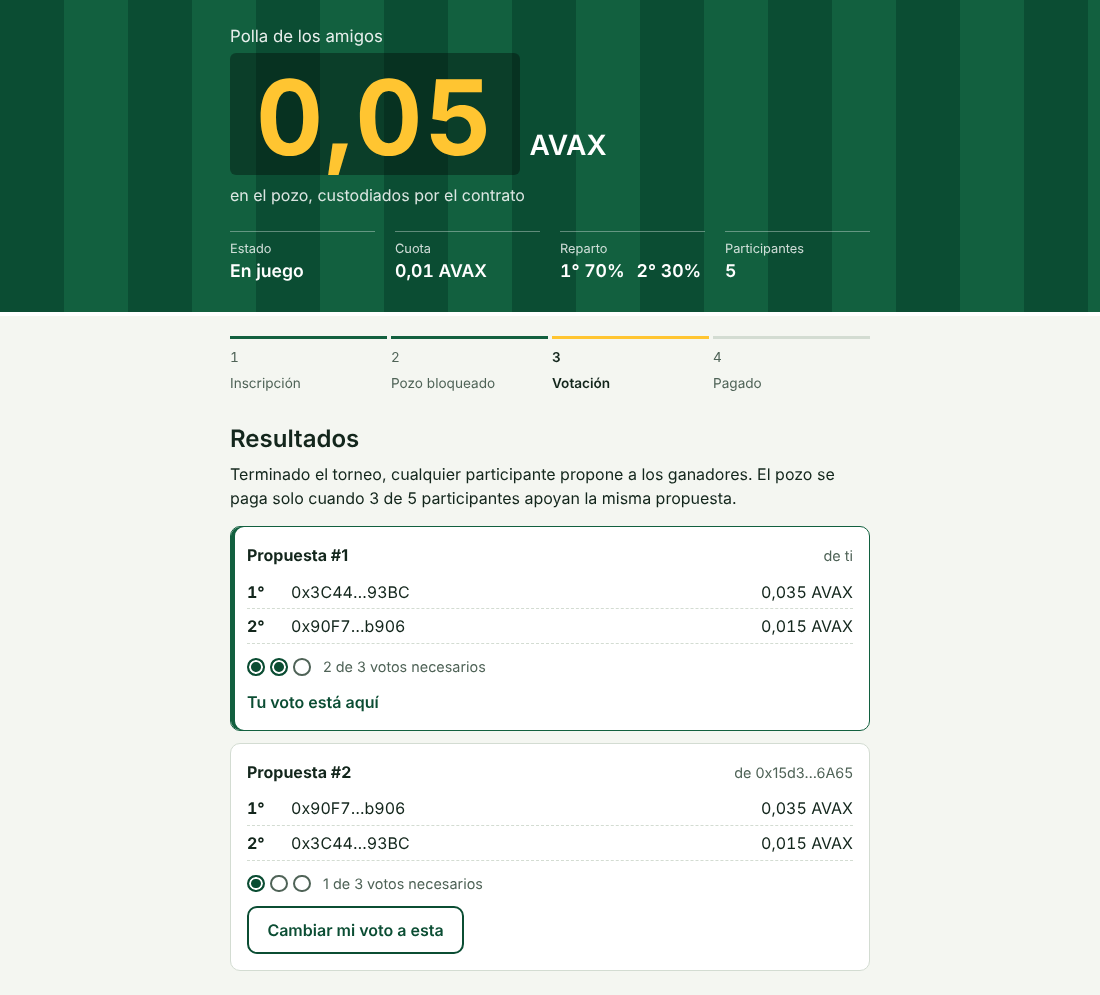 Polla de los amigos
0,05 AVAX
en el pozo, custodiados por el contrato
Estado
En juego
Cuota
0,01 AVAX
Reparto
1° 70% 2° 30%
Participantes
5
1
Inscripción
2
Pozo bloqueado
3
Votación
4
Pagado
Resultados
Terminado el torneo, cualquier participante propone a los ganadores. El pozo se
paga solo cuando 3 de 5 participantes apoyan la misma propuesta.
Propuesta #1 de ti
1° 0x3C44…93BC 0,035 AVAX
2° 0x90F7…b906 0,015 AVAX
2 de 3 votos necesarios
Tu voto está aquí
Propuesta #2 de 0x15d3…6A65
1° 0x90F7…b906 0,035 AVAX
2° 0x3C44…93BC 0,015 AVAX
1 de 3 votos necesarios
Cambiar mi voto a esta